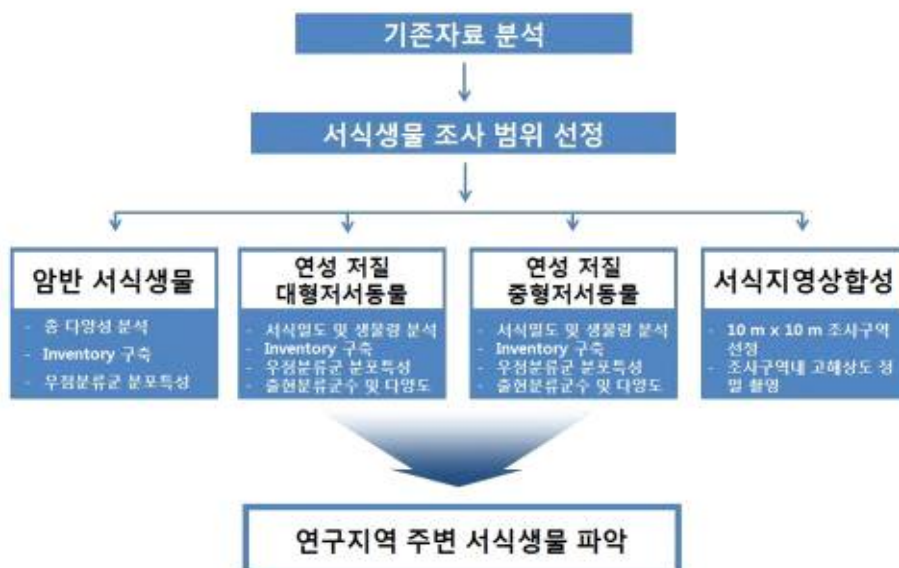 기존자료 분석
서식생물 조사 범위 선정
암반 서식생물
- 종 다양성 분석
- Inventory 구축
- 우점분류군 분포특성
연성 저질
대형저서동물
- 서식밀도 및 생물량 분석
- Inventory 구축
- 우점분류군 분포특성
- 출현분류군수 및 다양도
연성 저질
중형저서동물
- 서식밀도 및 생물량 분석
- Inventory 구축
- 우점분류군 분포특성
- 출현분류군수 및 다양도
서식지영상합성
- 10 m x 10 m 조사구역
선정
- 조사구역내 고해상도 정
밀 촬영
연구지역 주변 서식생물 파악